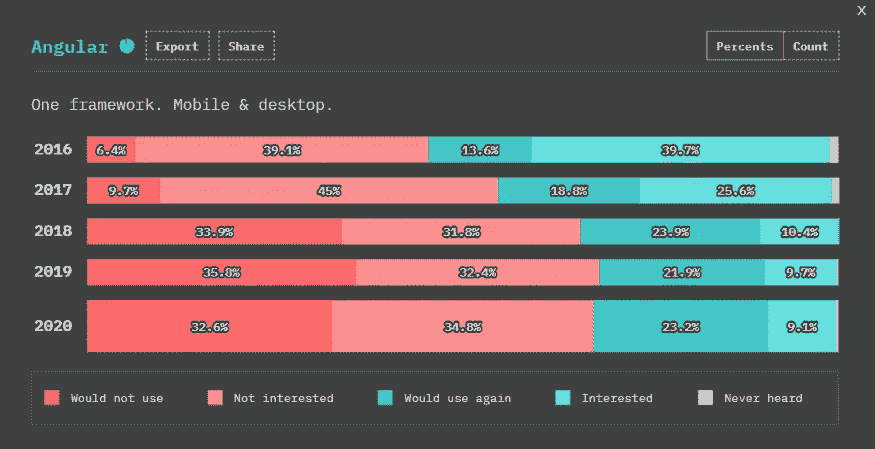 X
Angular Export Share Percents Count
One framework. Mobile & desktop.
2016 6.4% 39.1% 13.6% 39.7%
2017 9.7% 45% 18.8% 25.6%
2018 33.9% 31.8% 23.9% 10.4%
2019 35.8% 32.4% 21.9% 9.7%
2020 32.6% 34.8% 23.2% 9.1%
Would not use Not interested Would use again Interested Never heard